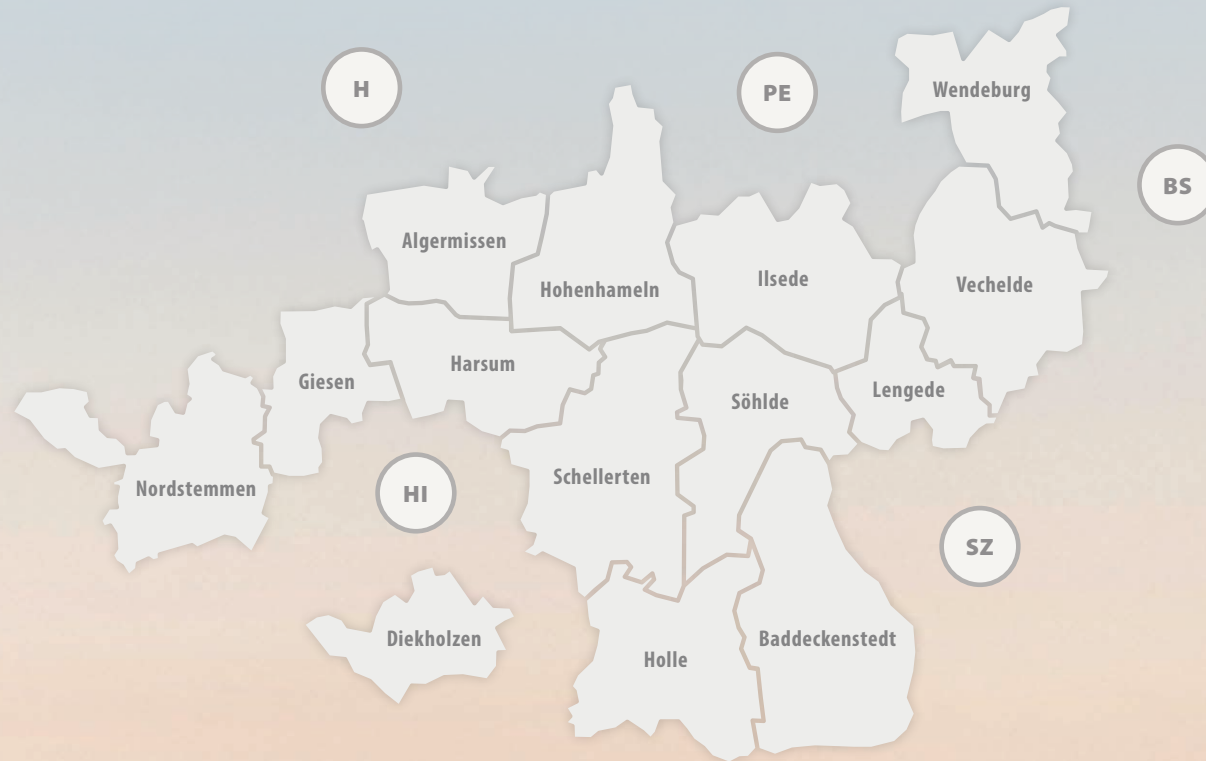 H
PE
Wendeburg
BS
Algermissen
Hohenhameln
Ilsede
Vechelde
Harsum
Giesen
Söhlde
Lengede
Schellerten
Nordstemmen
HI
SZ
Diekholzen
Holle
Baddeckenstedt